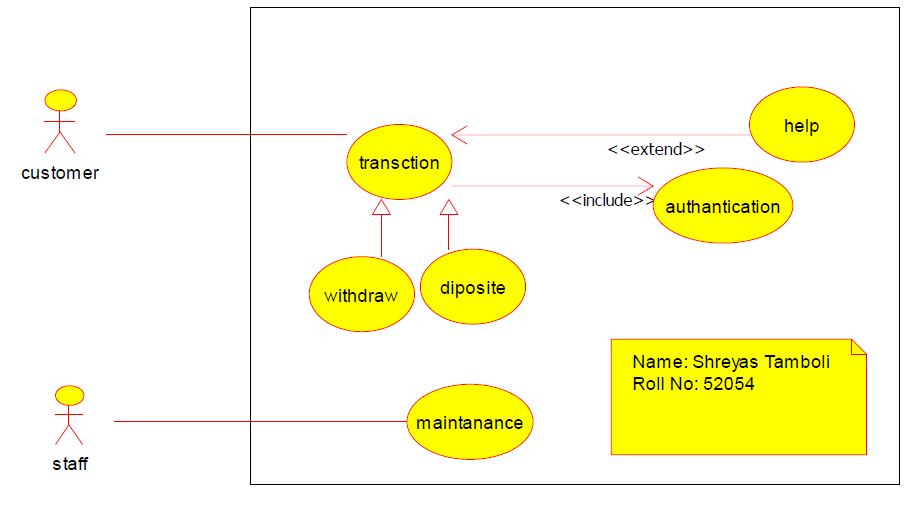 help
<<extend>>
transction
customer
<<include>>
authantication
withdraw
diposite
Name: Shreyas Tamboli
Roll No: 52054
maintanance
staff